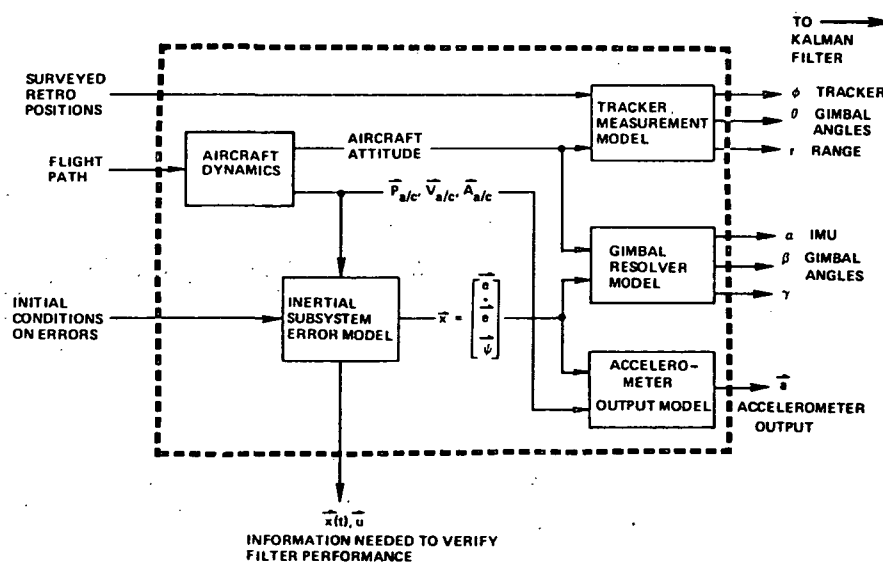 TO
KALMAN
FILTER
SURVEYED
RETRO
POSITIONS
TRACKER
MEASUREMENT
MODEL
ϕ TRACKER
θ GIMBAL
ANGLES
r RANGE
FLIGHT
PATH
AIRCRAFT
DYNAMICS
AIRCRAFT
ATTITUDE
P⃗a/c, V⃗a/c, A⃗a/c
GIMBAL
RESOLVER
MODEL
α IMU
β GIMBAL
ANGLES
γ
INITIAL
CONDITIONS
ON ERRORS
INERTIAL
SUBSYSTEM
ERROR MODEL
x⃗ = [e⃗
ė⃗
ψ⃗]
ACCELERO-
METER
OUTPUT MODEL
a⃗
ACCELEROMETER
OUTPUT
x⃗(t), u⃗
INFORMATION NEEDED TO VERIFY
FILTER PERFORMANCE